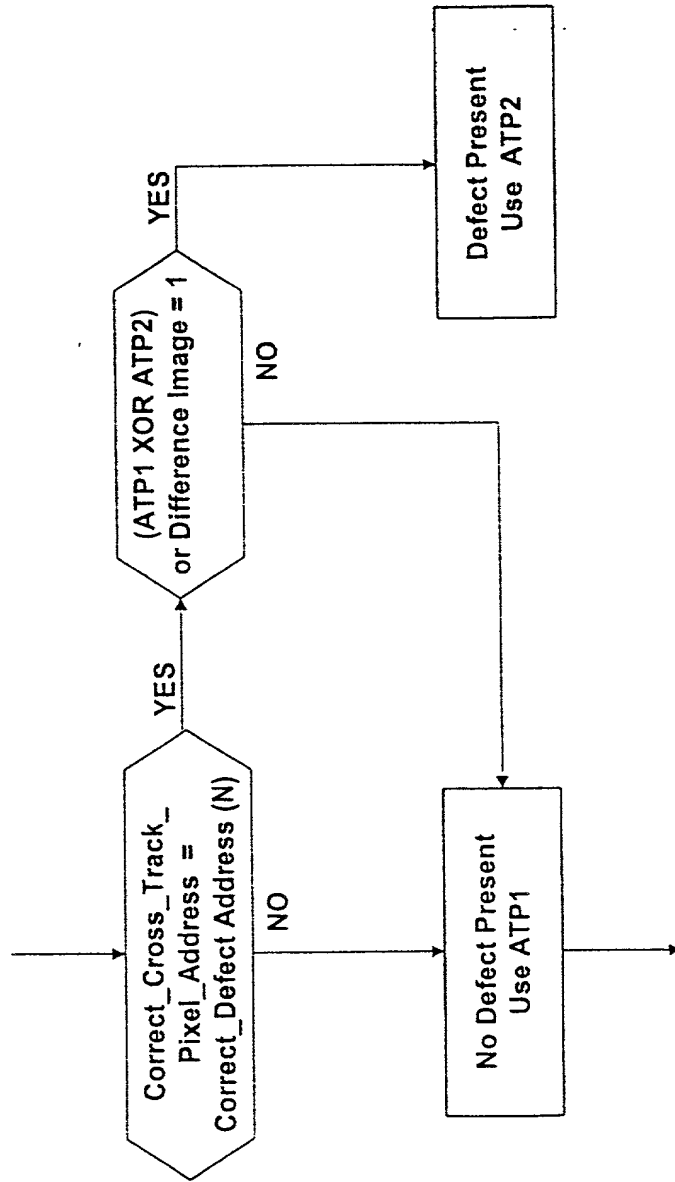 Correct_Cross_Track_
Pixel_Address =
Correct_Defect Address (N)
YES
NO
(ATP1 XOR ATP2)
or Difference Image = 1
YES
NO
No Defect Present
Use ATP1
Defect Present
Use ATP2